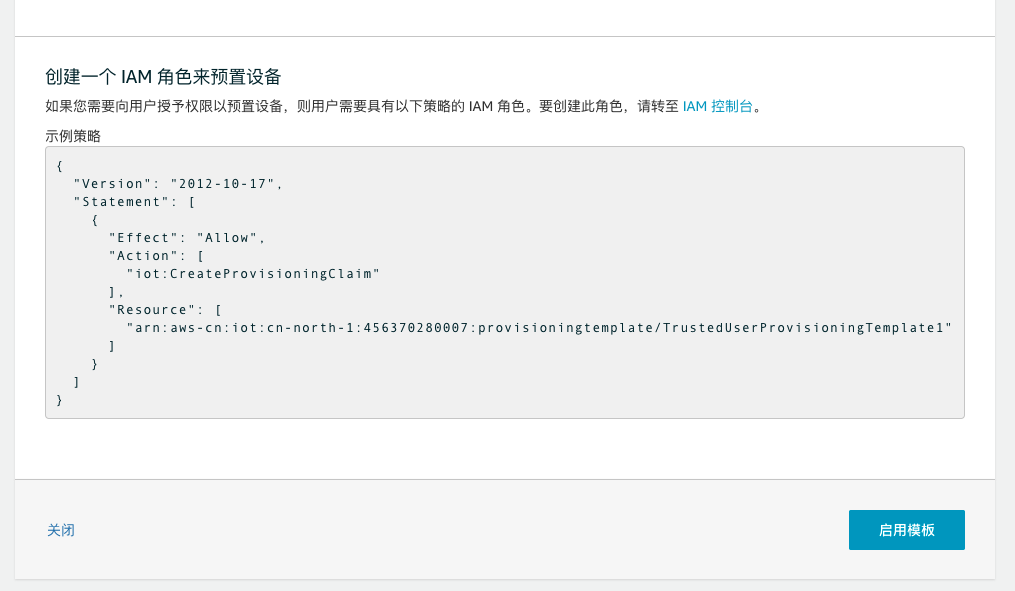 创建一个 IAM 角色来预置设备
如果您需要向用户授予权限以预置设备，则用户需要具有以下策略的 IAM 角色。要创建此角色，请转至 IAM 控制台。
示例策略
{
  "Version": "2012-10-17",
  "Statement": [
    {
      "Effect": "Allow",
      "Action": [
        "iot:CreateProvisioningClaim"
      ],
      "Resource": [
        "arn:aws-cn:iot:cn-north-1:456370280007:provisioningtemplate/TrustedUserProvisioningTemplate1"
      ]
    }
  ]
}
关闭
启用模板